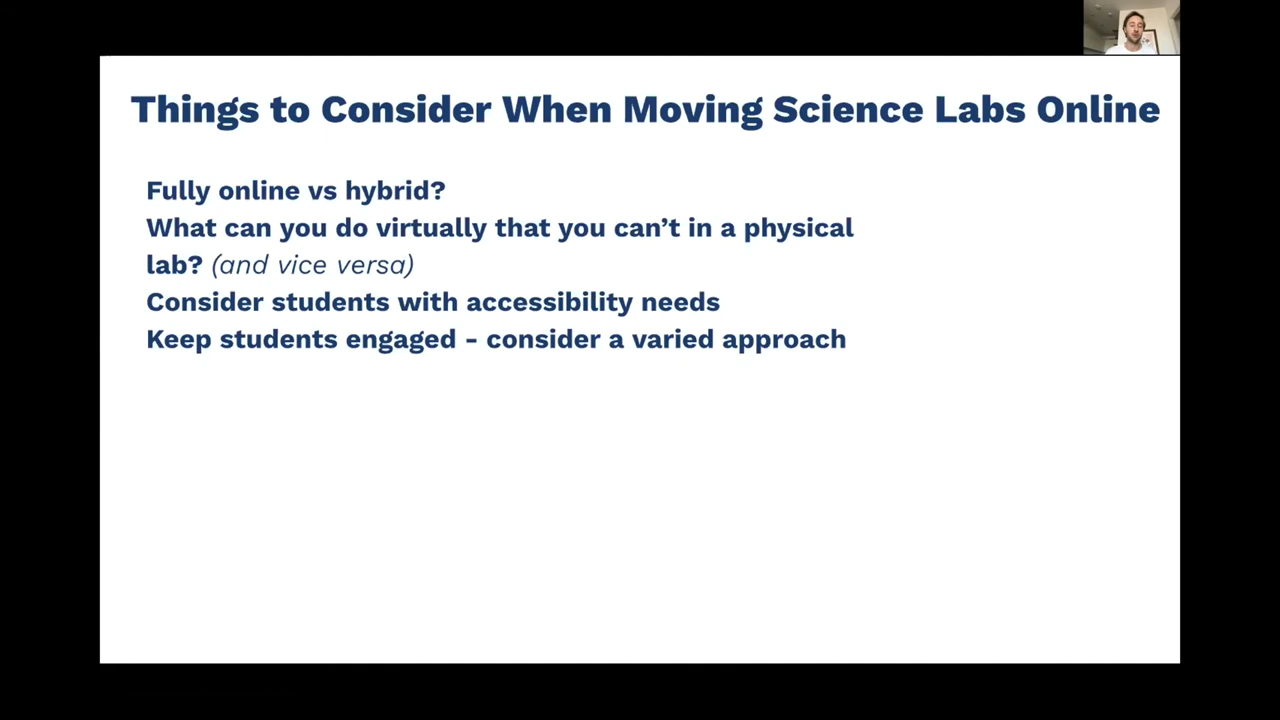 Things to Consider When Moving Science Labs Online
Fully online vs hybrid?
What can you do virtually that you can’t in a physical
lab? (and vice versa)
Consider students with accessibility needs
Keep students engaged - consider a varied approach